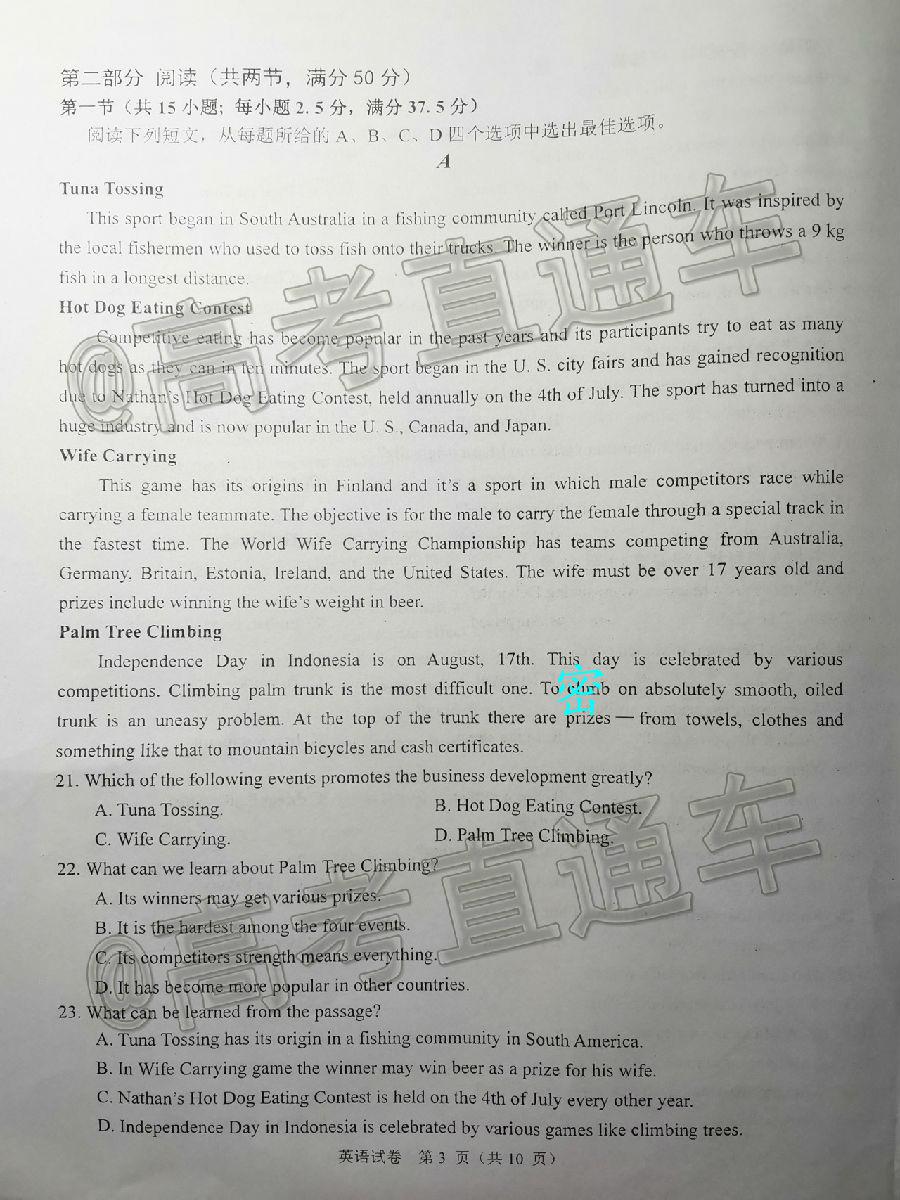 第二部分 阅读（共两节，满分 50 分）
第一节（共 15 小题；每小题 2. 5 分，满分 37. 5 分）
阅读下列短文，从每题所给的 A、B、C、D 四个选项中选出最佳选项。
A
Tuna Tossing
This sport began in South Australia in a fishing community called Port Lincoln. It was inspired by
the local fishermen who used to toss fish onto their trucks. The winner is the person who throws a 9 kg
fish in a longest distance.
Hot Dog Eating Contest
Competitive eating has become popular in the past years and its participants try to eat as many
hot dogs as they can in ten minutes. The sport began in the U. S. city fairs and has gained recognition
due to Nathan's Hot Dog Eating Contest, held annually on the 4th of July. The sport has turned into a
huge industry and is now popular in the U. S., Canada, and Japan.
Wife Carrying
This game has its origins in Finland and it's a sport in which male competitors race while
carrying a female teammate. The objective is for the male to carry the female through a special track in
the fastest time. The World Wife Carrying Championship has teams competing from Australia,
Germany, Britain, Estonia, Ireland, and the United States. The wife must be over 17 years old and
prizes include winning the wife's weight in beer.
Palm Tree Climbing
Independence Day in Indonesia is on August, 17th. This day is celebrated by various
competitions. Climbing palm trunk is the most difficult one. To climb on absolutely smooth, oiled
密
trunk is an uneasy problem. At the top of the trunk there are prizes — from towels, clothes and
something like that to mountain bicycles and cash certificates.
21. Which of the following events promotes the business development greatly?
A. Tuna Tossing. B. Hot Dog Eating Contest.
C. Wife Carrying. D. Palm Tree Climbing.
22. What can we learn about Palm Tree Climbing?
A. Its winners may get various prizes.
B. It is the hardest among the four events.
C. Its competitors strength means everything.
D. It has become more popular in other countries.
23. What can be learned from the passage?
A. Tuna Tossing has its origin in a fishing community in South America.
B. In Wife Carrying game the winner may win beer as a prize for his wife.
C. Nathan's Hot Dog Eating Contest is held on the 4th of July every other year.
D. Independence Day in Indonesia is celebrated by various games like climbing trees.
英语试卷 第 3 页（共 10 页）
@高考直通车
@高考直通车